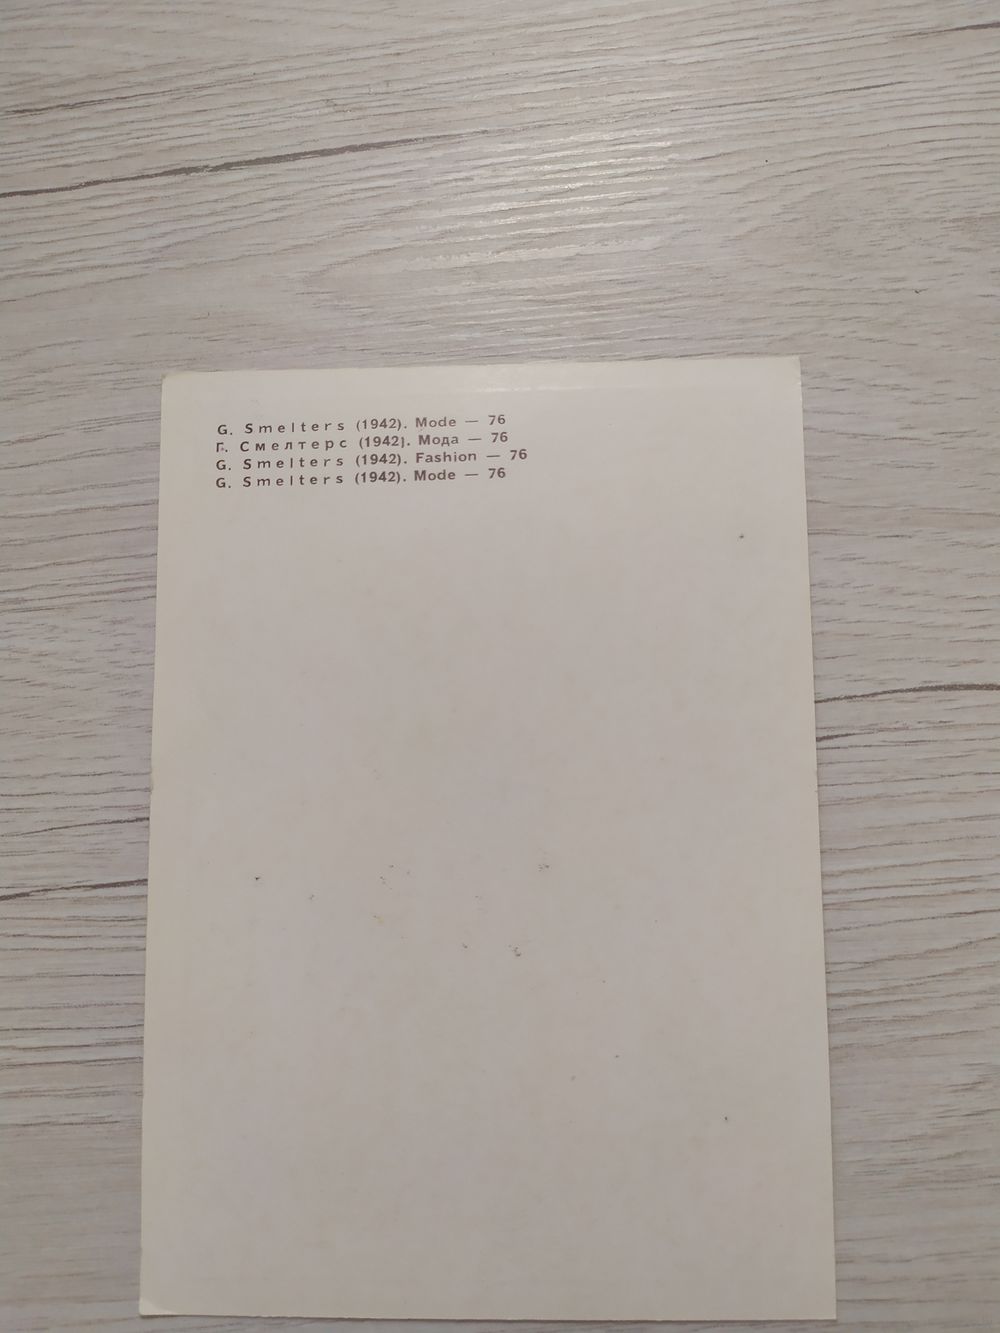 G. Smelters (1942). Mode — 76
Г. Смелтерс (1942). Мода — 76
G. Smelters (1942). Fashion — 76
G. Smelters (1942). Mode — 76